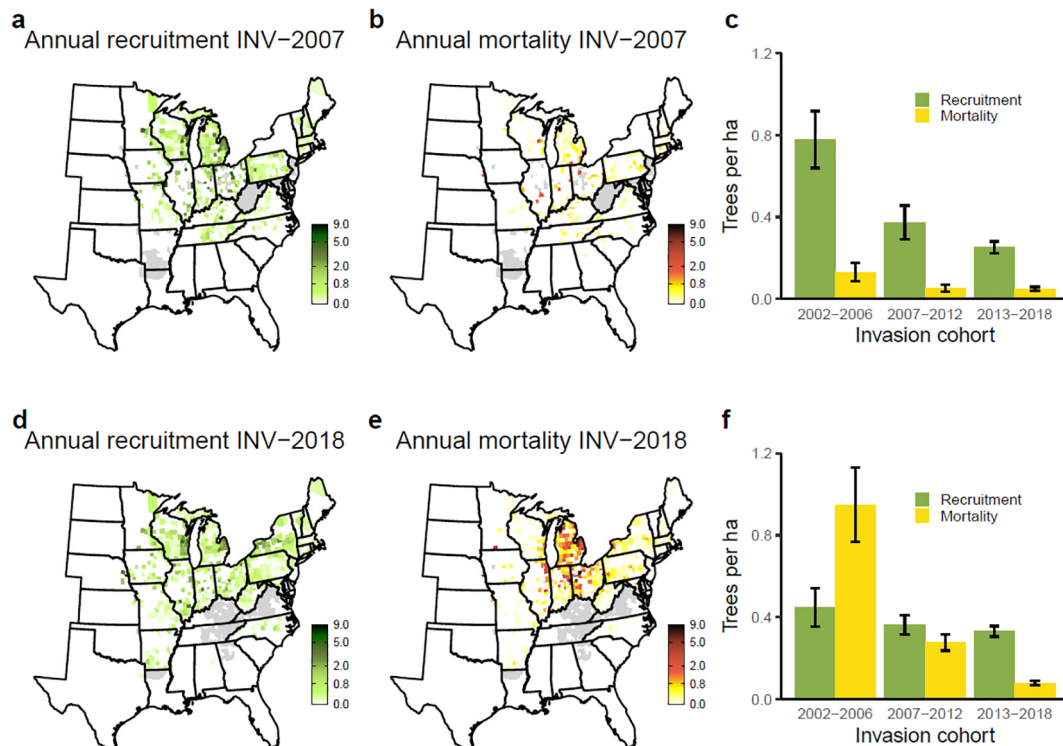 a
Annual recruitment INV−2007
9.0
5.0
2.0
0.8
0.0
b
Annual mortality INV−2007
9.0
5.0
2.0
0.8
0.0
c
1.2
0.8
0.4
0.0
Trees per ha
Recruitment
Mortality
2002−2006 2007−2012 2013−2018
Invasion cohort
d
Annual recruitment INV−2018
9.0
5.0
2.0
0.8
0.0
e
Annual mortality INV−2018
9.0
5.0
2.0
0.8
0.0
f
1.2
0.8
0.4
0.0
Trees per ha
Recruitment
Mortality
2002−2006 2007−2012 2013−2018
Invasion cohort